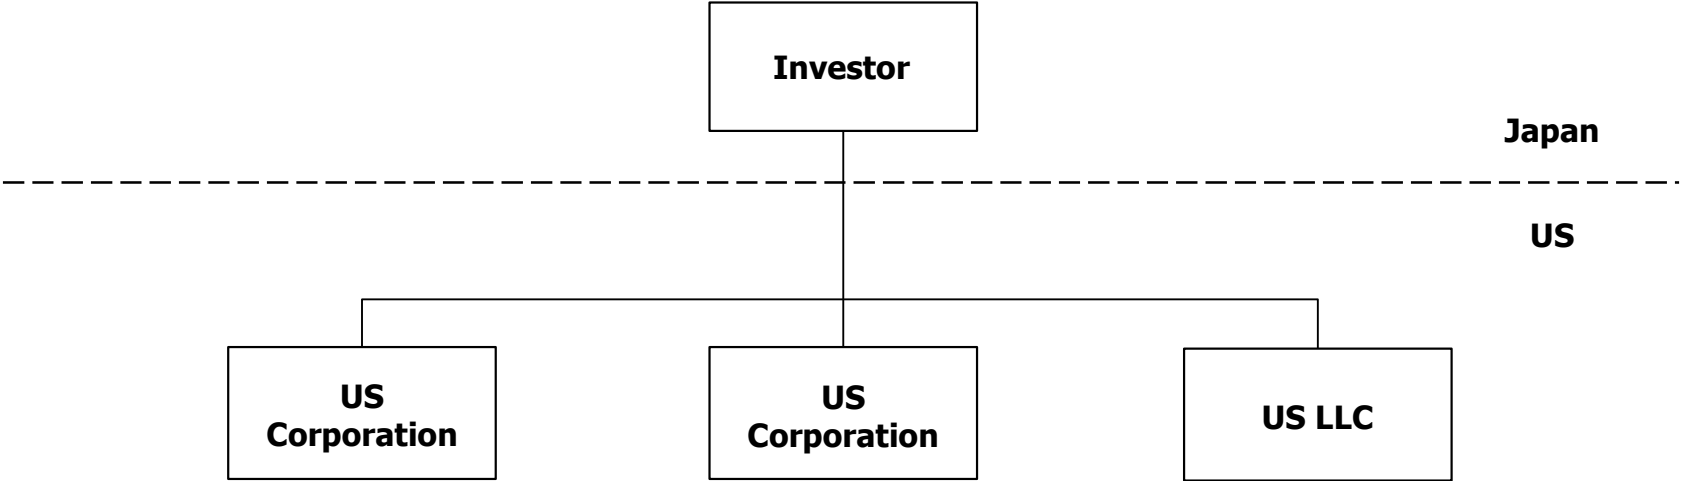 Investor
Japan
US
US
Corporation
US
Corporation
US LLC